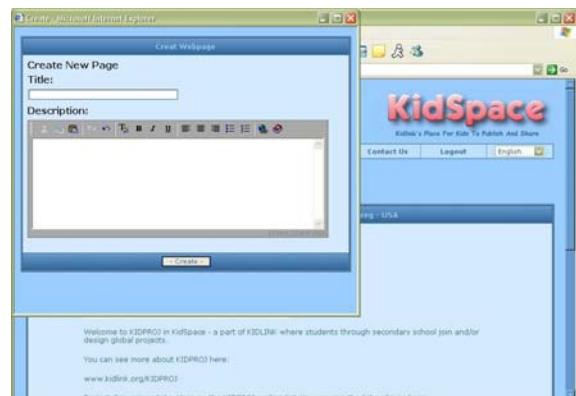 Create - Microsoft Internet Explorer
Creat Webpage
Create New Page
Title:
Description:
- Create -
Go
KidSpace
Kidlink's Place For Kids To Publish And Share
Contact Us
Logout
English
- USA
Welcome to KIDPROJ in KidSpace - a part of KIDLINK where students through secondary school join and/or
design global projects.
You can see more about KIDPROJ here:
www.kidlink.org/KIDPROJ